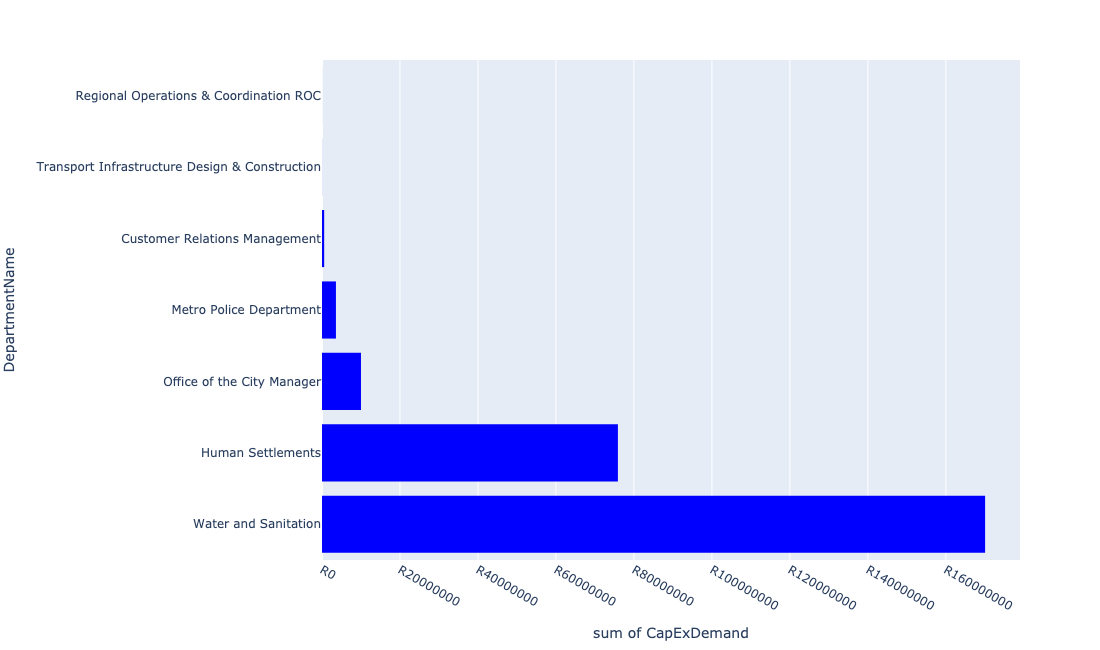 Regional Operations & Coordination ROC
Transport Infrastructure Design & Construction
Customer Relations Management
Metro Police Department
Office of the City Manager
Human Settlements
Water and Sanitation
DepartmentName
R0
R20000000
R40000000
R60000000
R80000000
R100000000
R120000000
R140000000
R160000000
sum of CapExDemand